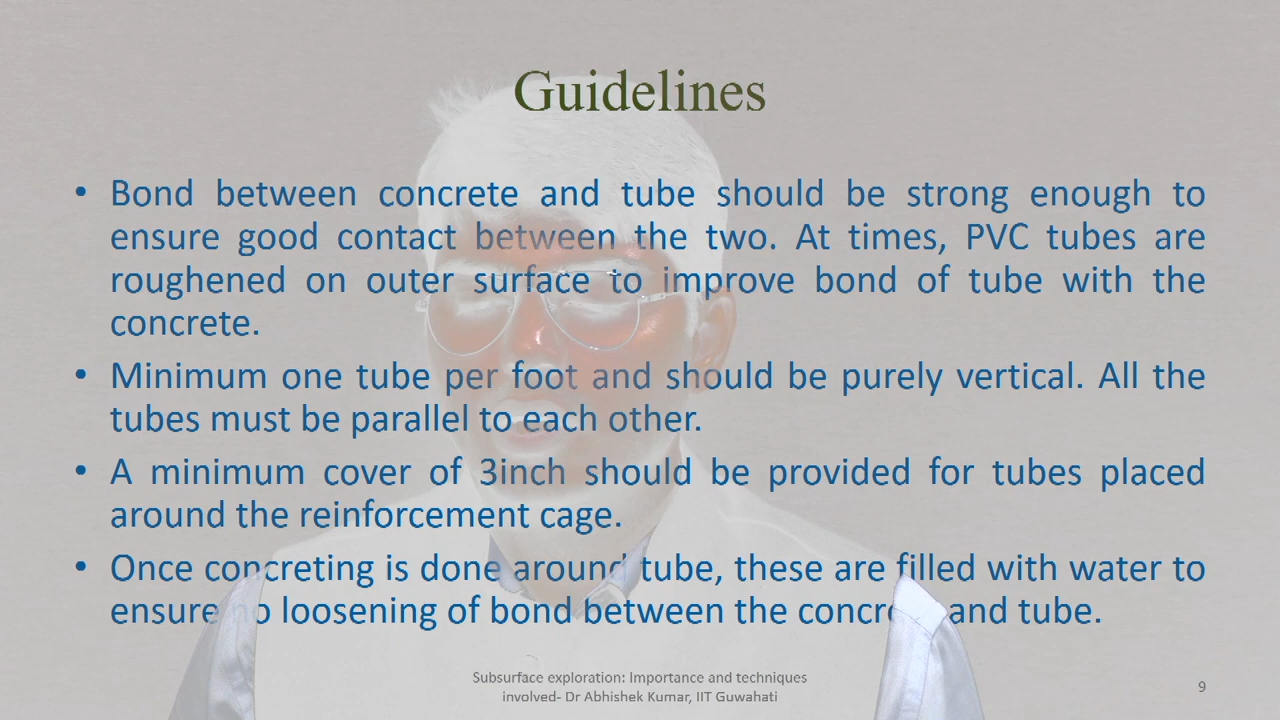 Guidelines
• Bond between concrete and tube should be strong enough to
ensure good contact between the two. At times, PVC tubes are
roughened on outer surface to improve bond of tube with the
concrete.
• Minimum one tube per foot and should be purely vertical. All the
tubes must be parallel to each other.
• A minimum cover of 3inch should be provided for tubes placed
around the reinforcement cage.
• Once concreting is done around tube, these are filled with water to
ensure no loosening of bond between the concrete and tube.
Subsurface exploration: Importance and techniques
involved- Dr Abhishek Kumar, IIT Guwahati
9